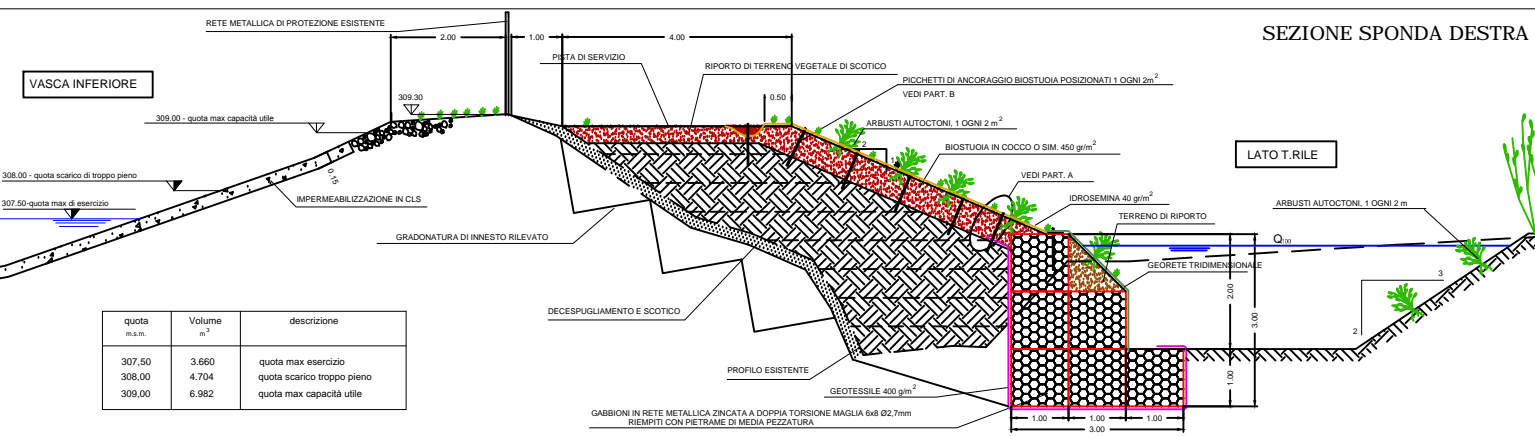 SEZIONE SPONDA DESTRA
RETE METALLICA DI PROTEZIONE ESISTENTE
2.00
1.00
4.00
VASCA INFERIORE
PISTA DI SERVIZIO
RIPORTO DI TERRENO VEGETALE DI SCOTICO
PICCHETTI DI ANCORAGGIO BIOSTUOIA POSIZIONATI 1 OGNI 2m²
VEDI PART. B
309.30
0.50
309.00 - quota max capacità utile
ARBUSTI AUTOCTONI, 1 OGNI 2 m²
2
1
BIOSTUOIA IN COCCO O SIM. 450 gr/m²
LATO T.RILE
308.00 - quota scarico di troppo pieno
0.15
VEDI PART. A
IMPERMEABILIZZAZIONE IN CLS
IDROSEMINA 40 gr/m²
307.50-quota max di esercizio
TERRENO DI RIPORTO
ARBUSTI AUTOCTONI, 1 OGNI 2 m
GRADONATURA DI INNESTO RILEVATO
Q100
GEORETE TRIDIMENSIONALE
3
2
2.00
3.00
1.00
DECESPUGLIAMENTO E SCOTICO
quota m.s.m. Volume m³ descrizione
307,50 3.660 quota max esercizio
308,00 4.704 quota scarico troppo pieno
309,00 6.982 quota max capacità utile
PROFILO ESISTENTE
GEOTESSILE 400 g/m²
GABBIONI IN RETE METALLICA ZINCATA A DOPPIA TORSIONE MAGLIA 6x8 Ø2,7mm
RIEMPITI CON PIETRAME DI MEDIA PEZZATURA
1.00 1.00 1.00
3.00